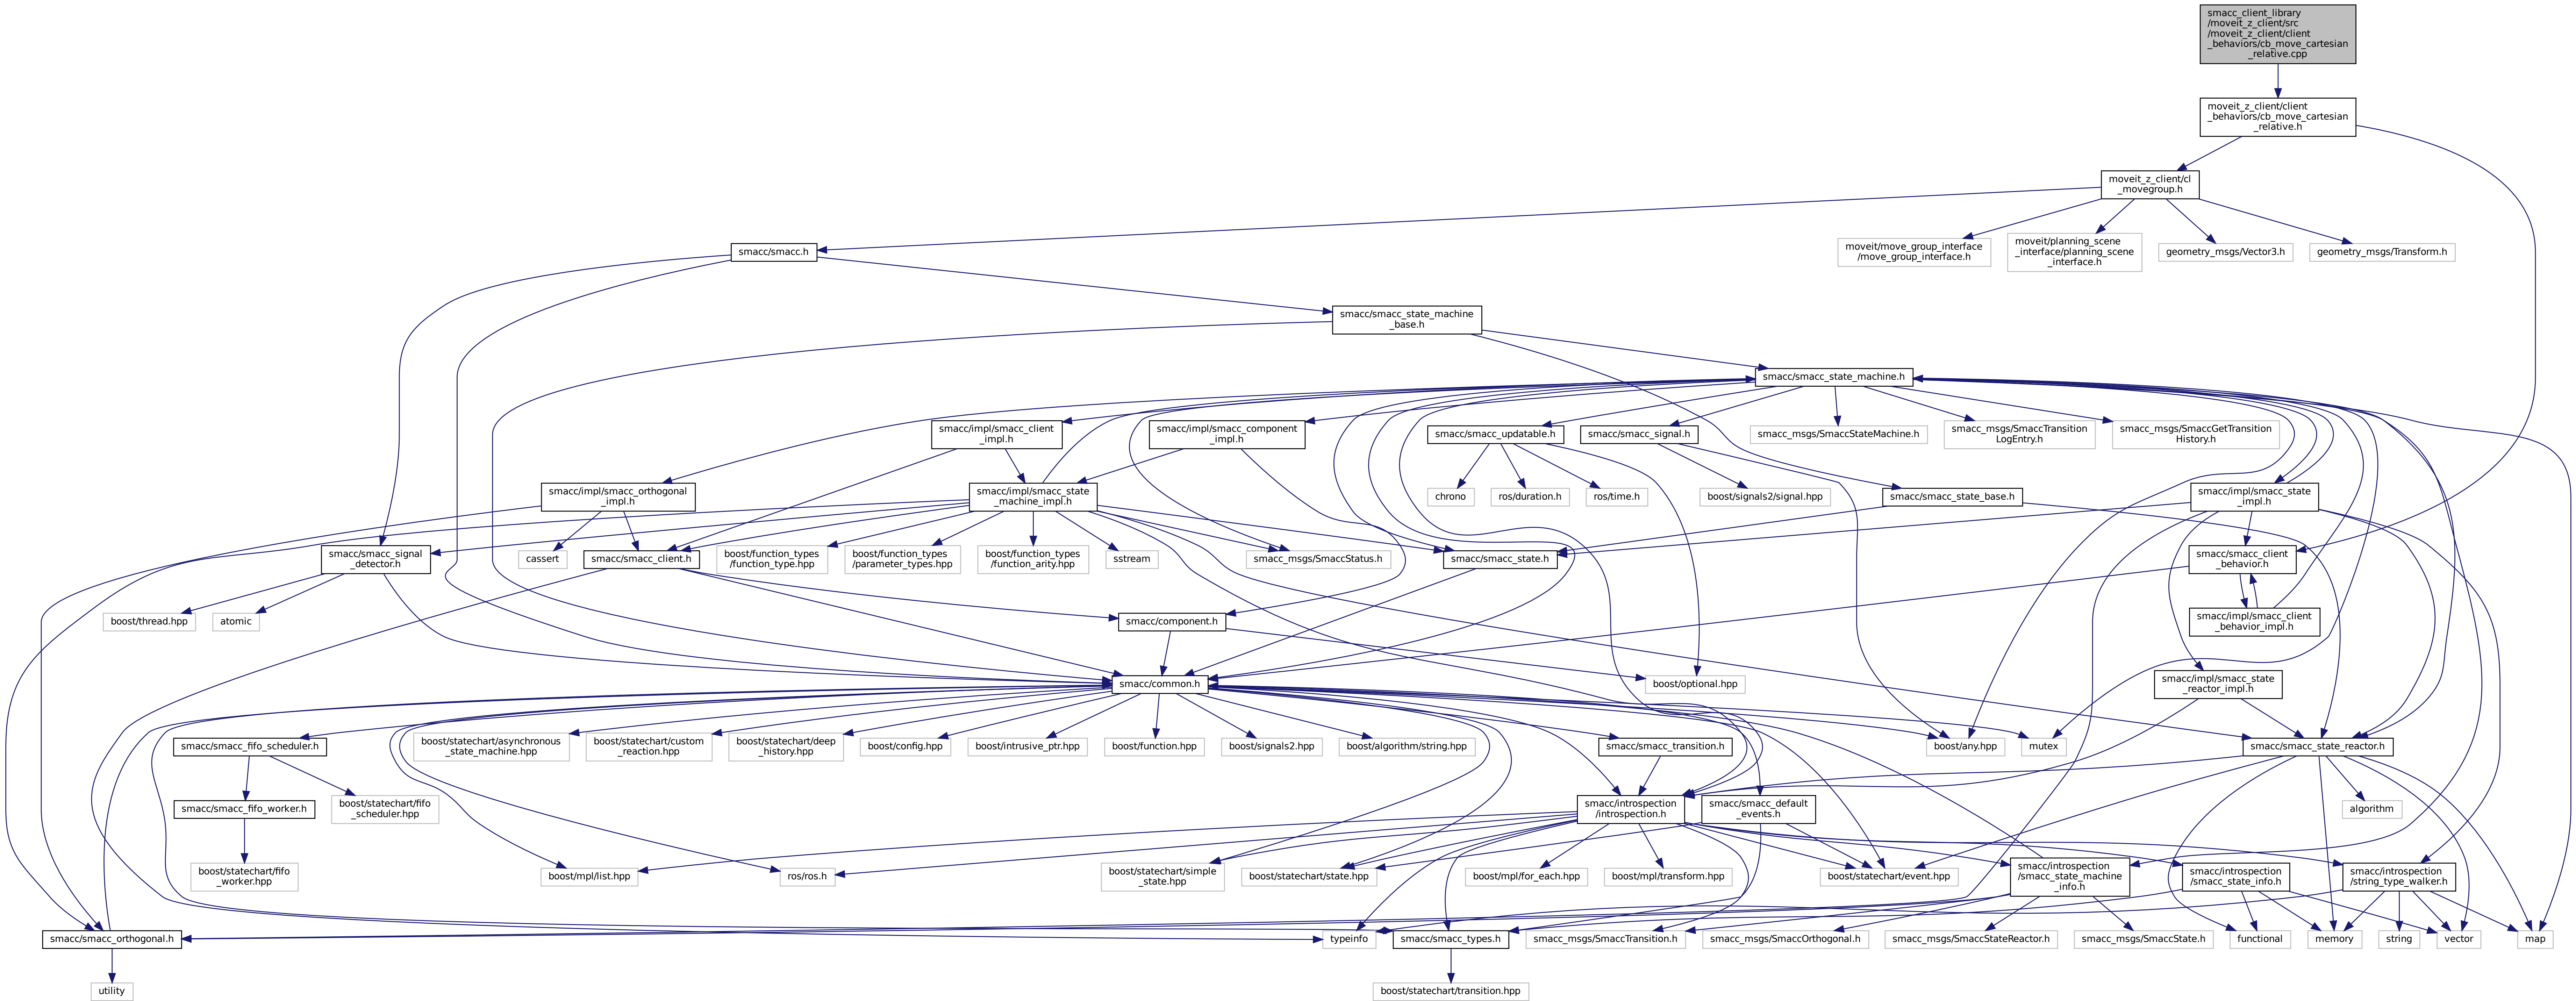 smacc_client_library
/moveit_z_client/src
/moveit_z_client/client
_behaviors/cb_move_cartesian
_relative.cpp
moveit_z_client/client
_behaviors/cb_move_cartesian
_relative.h
moveit_z_client/cl
_movegroup.h
smacc/smacc.h
moveit/move_group_interface
/move_group_interface.h
moveit/planning_scene
_interface/planning_scene
_interface.h
geometry_msgs/Vector3.h
geometry_msgs/Transform.h
smacc/smacc_state_machine
_base.h
smacc/smacc_state_machine.h
smacc/impl/smacc_client
_impl.h
smacc/impl/smacc_component
_impl.h
smacc/smacc_updatable.h
smacc/smacc_signal.h
smacc_msgs/SmaccStateMachine.h
smacc_msgs/SmaccTransition
LogEntry.h
smacc_msgs/SmaccGetTransition
History.h
smacc/impl/smacc_orthogonal
_impl.h
smacc/impl/smacc_state
_machine_impl.h
chrono
ros/duration.h
ros/time.h
boost/signals2/signal.hpp
smacc/smacc_state_base.h
smacc/impl/smacc_state
_impl.h
smacc/smacc_signal
_detector.h
cassert
smacc/smacc_client.h
boost/function_types
/function_type.hpp
boost/function_types
/parameter_types.hpp
boost/function_types
/function_arity.hpp
sstream
smacc_msgs/SmaccStatus.h
smacc/smacc_state.h
smacc/smacc_client
_behavior.h
boost/thread.hpp
atomic
smacc/component.h
smacc/impl/smacc_client
_behavior_impl.h
smacc/common.h
boost/optional.hpp
smacc/impl/smacc_state
_reactor_impl.h
smacc/smacc_fifo_scheduler.h
boost/statechart/asynchronous
_state_machine.hpp
boost/statechart/custom
_reaction.hpp
boost/statechart/deep
_history.hpp
boost/config.hpp
boost/intrusive_ptr.hpp
boost/function.hpp
boost/signals2.hpp
boost/algorithm/string.hpp
smacc/smacc_transition.h
boost/any.hpp
mutex
smacc/smacc_state_reactor.h
smacc/smacc_fifo_worker.h
boost/statechart/fifo
_scheduler.hpp
smacc/introspection
/introspection.h
smacc/smacc_default
_events.h
algorithm
boost/statechart/fifo
_worker.hpp
boost/mpl/list.hpp
ros/ros.h
boost/statechart/simple
_state.hpp
boost/statechart/state.hpp
boost/mpl/for_each.hpp
boost/mpl/transform.hpp
boost/statechart/event.hpp
smacc/introspection
/smacc_state_machine
_info.h
smacc/introspection
/smacc_state_info.h
smacc/introspection
/string_type_walker.h
smacc/smacc_orthogonal.h
typeinfo
smacc/smacc_types.h
smacc_msgs/SmaccTransition.h
smacc_msgs/SmaccOrthogonal.h
smacc_msgs/SmaccStateReactor.h
smacc_msgs/SmaccState.h
functional
memory
string
vector
map
utility
boost/statechart/transition.hpp